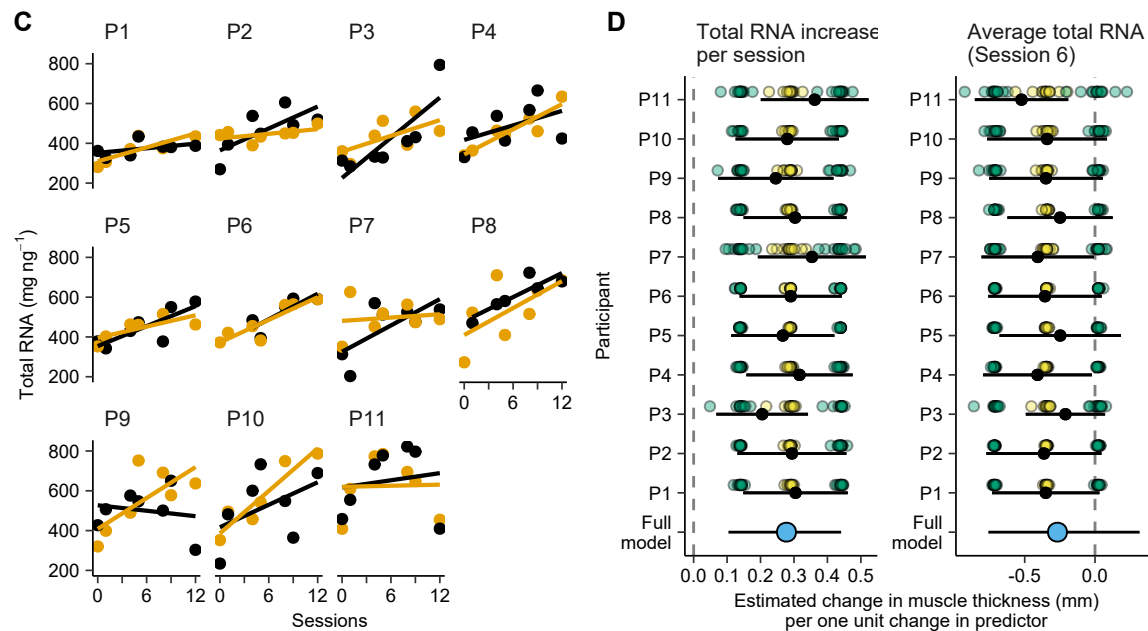 C
P1 P2 P3 P4
800
600
400
200
P5 P6 P7 P8
800
600
400
200
0 6 12
P9 P10 P11
800
600
400
200
0 6 12 0 6 12 0 6 12
Total RNA (mg ng⁻¹)
Sessions
D
Total RNA increase
per session
Average total RNA
(Session 6)
P11 P11
P10 P10
P9 P9
P8 P8
P7 P7
P6 P6
P5 P5
P4 P4
P3 P3
P2 P2
P1 P1
Full Full
model model
Participant
0.0 0.1 0.2 0.3 0.4 0.5 -0.5 0.0
Estimated change in muscle thickness (mm)
per one unit change in predictor